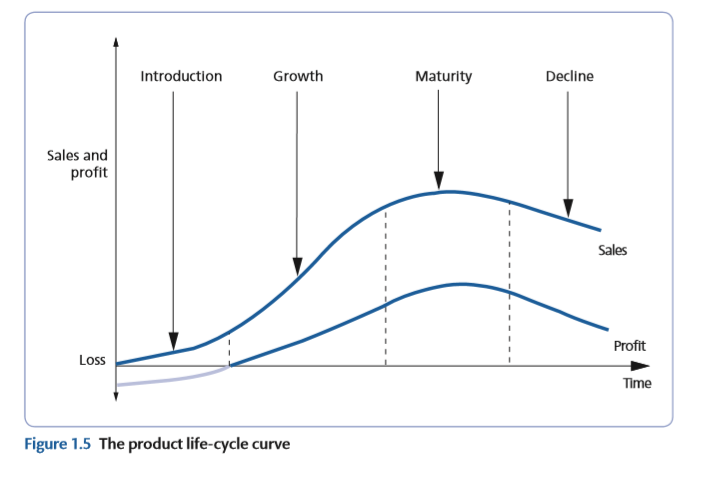 Introduction
Growth
Maturity
Decline
Sales and
profit
Sales
Profit
Loss
Time
Figure 1.5 The product life-cycle curve